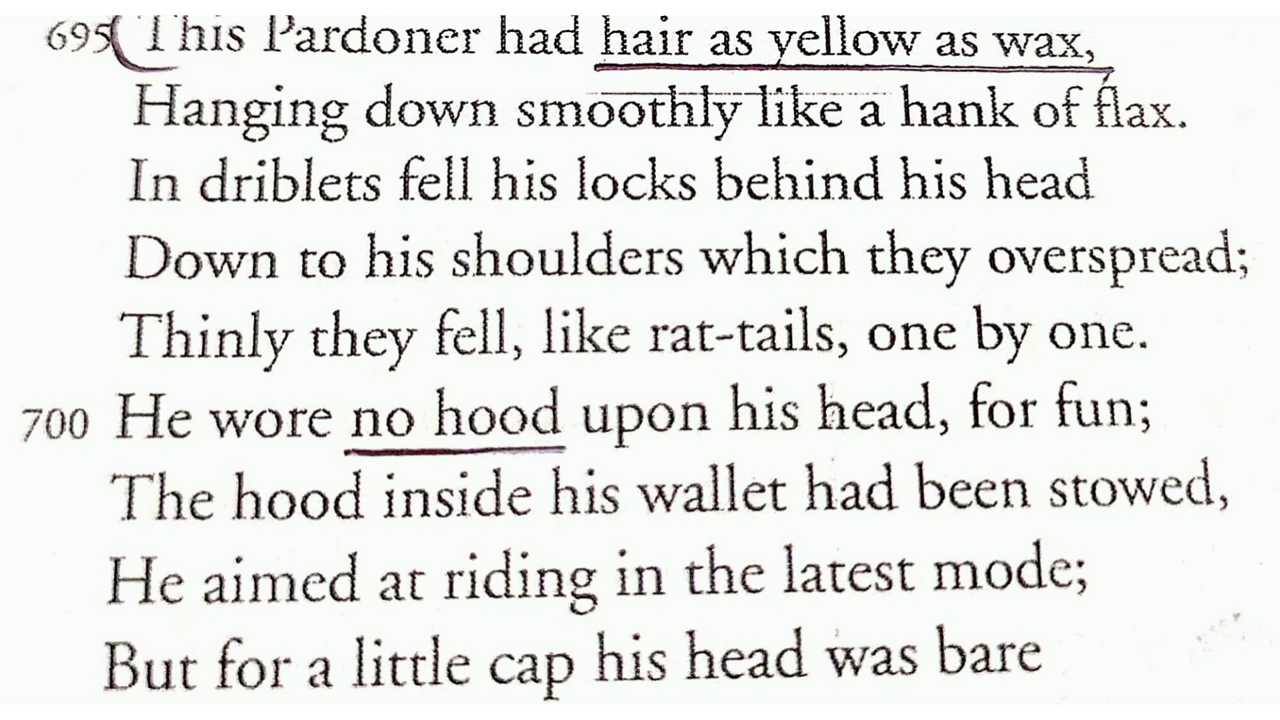 695 This Pardoner had hair as yellow as wax,
Hanging down smoothly like a hank of flax.
In driblets fell his locks behind his head
Down to his shoulders which they overspread;
Thinly they fell, like rat-tails, one by one.
700 He wore no hood upon his head, for fun;
The hood inside his wallet had been stowed,
He aimed at riding in the latest mode;
But for a little cap his head was bare